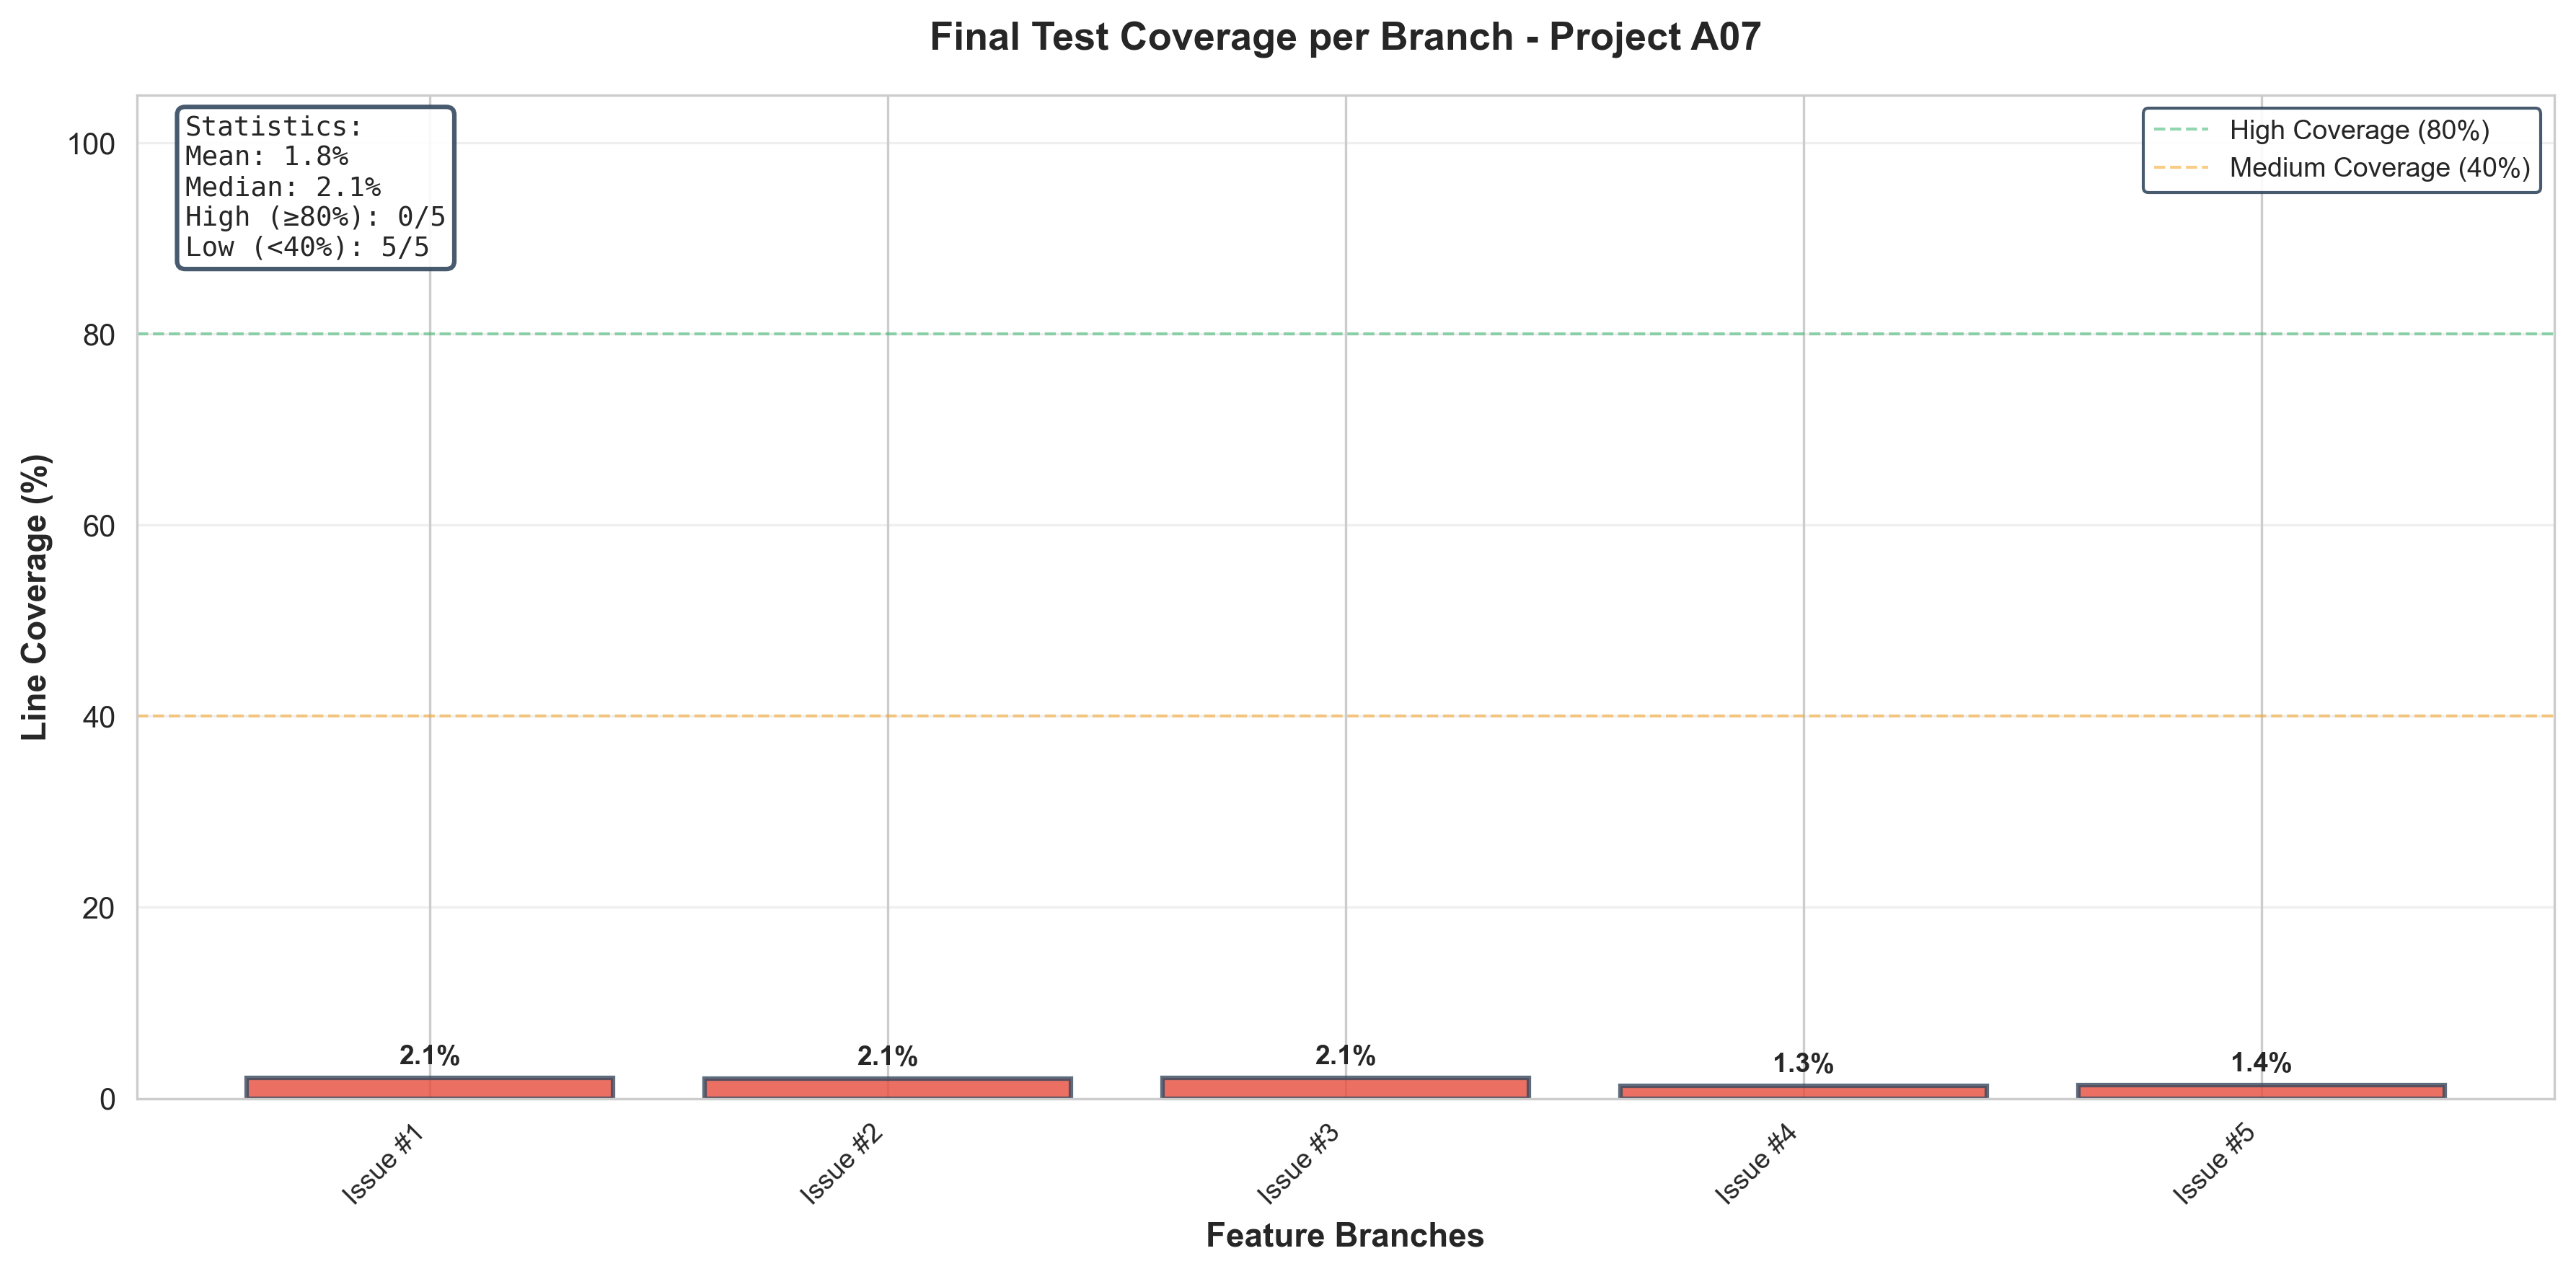 Final Test Coverage per Branch - Project A07
Statistics:
Mean: 1.8%
Median: 2.1%
High (≥80%): 0/5
Low (<40%): 5/5
High Coverage (80%)
Medium Coverage (40%)
Line Coverage (%)
100
80
60
40
20
0
2.1%
2.1%
2.1%
1.3%
1.4%
Issue #1
Issue #2
Issue #3
Issue #4
Issue #5
Feature Branches